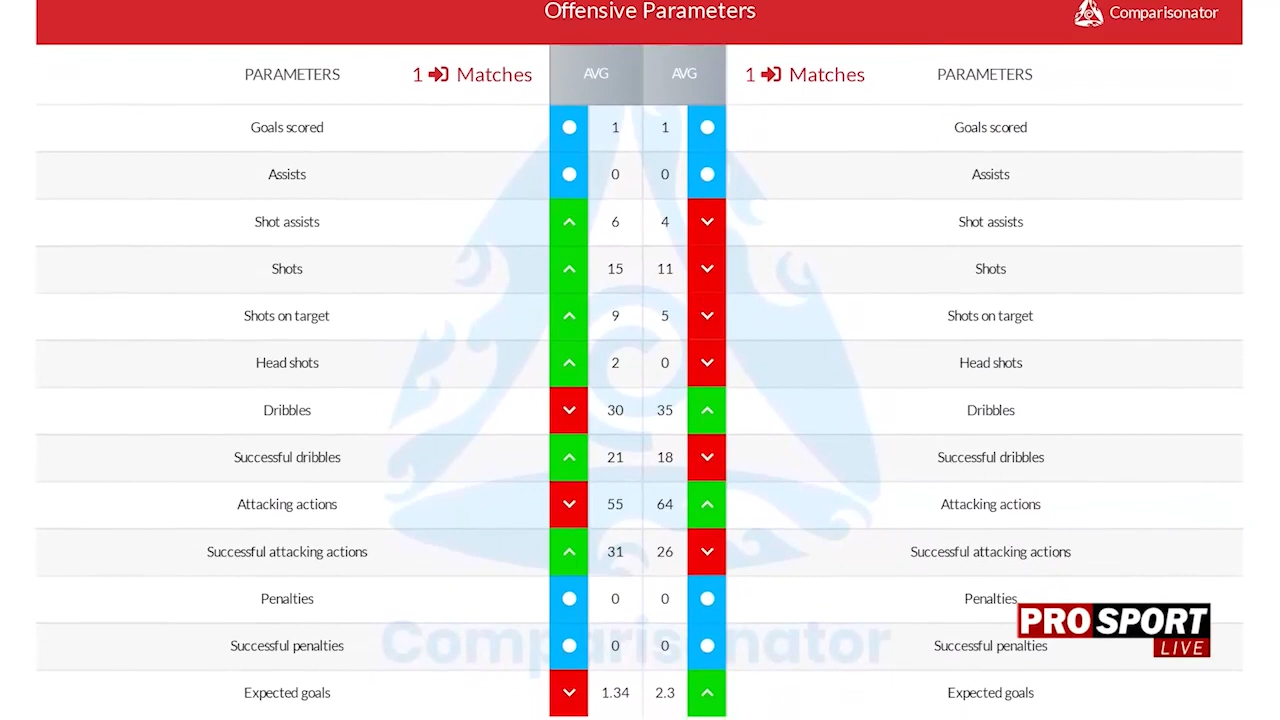 Offensive Parameters
Comparisonator
PARAMETERS 1 Matches AVG AVG 1 Matches PARAMETERS
Goals scored 1 1 Goals scored
Assists 0 0 Assists
Shot assists 6 4 Shot assists
Shots 15 11 Shots
Shots on target 9 5 Shots on target
Head shots 2 0 Head shots
Dribbles 30 35 Dribbles
Successful dribbles 21 18 Successful dribbles
Attacking actions 55 64 Attacking actions
Successful attacking actions 31 26 Successful attacking actions
Penalties 0 0 Penalties
PRO SPORT
LIVE
Comparisonator
Successful penalties 0 0 Successful penalties
Expected goals 1.34 2.3 Expected goals